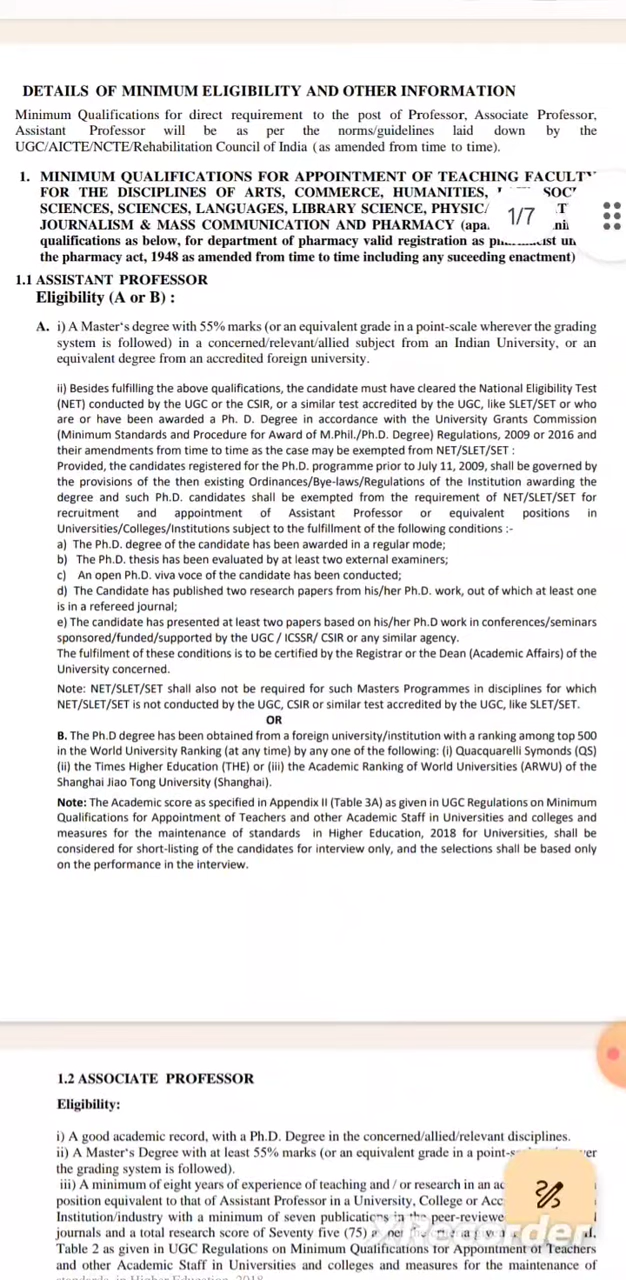 DETAILS OF MINIMUM ELIGIBILITY AND OTHER INFORMATION
Minimum Qualifications for direct requirement to the post of Professor, Associate Professor,
Assistant Professor will be as per the norms/guidelines laid down by the
UGC/AICTE/NCTE/Rehabilitation Council of India (as amended from time to time).
1. MINIMUM QUALIFICATIONS FOR APPOINTMENT OF TEACHING FACULTY
FOR THE DISCIPLINES OF ARTS, COMMERCE, HUMANITIES,
SCIENCES, SCIENCES, LANGUAGES, LIBRARY SCIENCE,
1/7
JOURNALISM & MASS COMMUNICATION AND PHARMACY
qualifications as below, for department of pharmacy valid registration as
the pharmacy act, 1948 as amended from time to time including any suceeding enactment)
1.1 ASSISTANT PROFESSOR
Eligibility (A or B) :
A. i) A Master's degree with 55% marks (or an equivalent grade in a point-scale wherever the grading
system is followed) in a concerned/relevant/allied subject from an Indian University, or an
equivalent degree from an accredited foreign university.
ii) Besides fulfilling the above qualifications, the candidate must have cleared the National Eligibility Test
(NET) conducted by the UGC or the CSIR, or a similar test accredited by the UGC, like SLET/SET or who
are or have been awarded a Ph. D. Degree in accordance with the University Grants Commission
(Minimum Standards and Procedure for Award of M.Phil./Ph.D. Degree) Regulations, 2009 or 2016 and
their amendments from time to time as the case may be exempted from NET/SLET/SET :
Provided, the candidates registered for the Ph.D. programme prior to July 11, 2009, shall be governed by
the provisions of the then existing Ordinances/Bye-laws/Regulations of the Institution awarding the
degree and such Ph.D. candidates shall be exempted from the requirement of NET/SLET/SET for
recruitment and appointment of Assistant Professor or equivalent positions in
Universities/Colleges/Institutions subject to the fulfillment of the following conditions :-
a) The Ph.D. degree of the candidate has been awarded in a regular mode;
b) The Ph.D. thesis has been evaluated by at least two external examiners;
c) An open Ph.D. viva voce of the candidate has been conducted;
d) The Candidate has published two research papers from his/her Ph.D. work, out of which at least one
is in a refereed journal;
e) The candidate has presented at least two papers based on his/her Ph.D work in conferences/seminars
sponsored/funded/supported by the UGC / ICSSR/ CSIR or any similar agency.
The fulfilment of these conditions is to be certified by the Registrar or the Dean (Academic Affairs) of the
University concerned.
Note: NET/SLET/SET shall also not be required for such Masters Programmes in disciplines for which
NET/SLET/SET is not conducted by the UGC, CSIR or similar test accredited by the UGC, like SLET/SET.
OR
B. The Ph.D degree has been obtained from a foreign university/institution with a ranking among top 500
in the World University Ranking (at any time) by any one of the following: (i) Quacquarelli Symonds (QS)
(ii) the Times Higher Education (THE) or (iii) the Academic Ranking of World Universities (ARWU) of the
Shanghai Jiao Tong University (Shanghai).
Note: The Academic score as specified in Appendix II (Table 3A) as given in UGC Regulations on Minimum
Qualifications for Appointment of Teachers and other Academic Staff in Universities and colleges and
measures for the maintenance of standards in Higher Education, 2018 for Universities, shall be
considered for short-listing of the candidates for interview only, and the selections shall be based only
on the performance in the interview.
1.2 ASSOCIATE PROFESSOR
Eligibility:
i) A good academic record, with a Ph.D. Degree in the concerned/allied/relevant disciplines.
ii) A Master's Degree with at least 55% marks (or an equivalent grade in a
the grading system is followed).
iii) A minimum of eight years of experience of teaching and / or research in an
position equivalent to that of Assistant Professor in a University, College or
Institution/industry with a minimum of seven publications in the
journals and a total research score of Seventy five (75)
Table 2 as given in UGC Regulations on Minimum Qualifications for Appointment of Teachers
and other Academic Staff in Universities and colleges and measures for the maintenance of